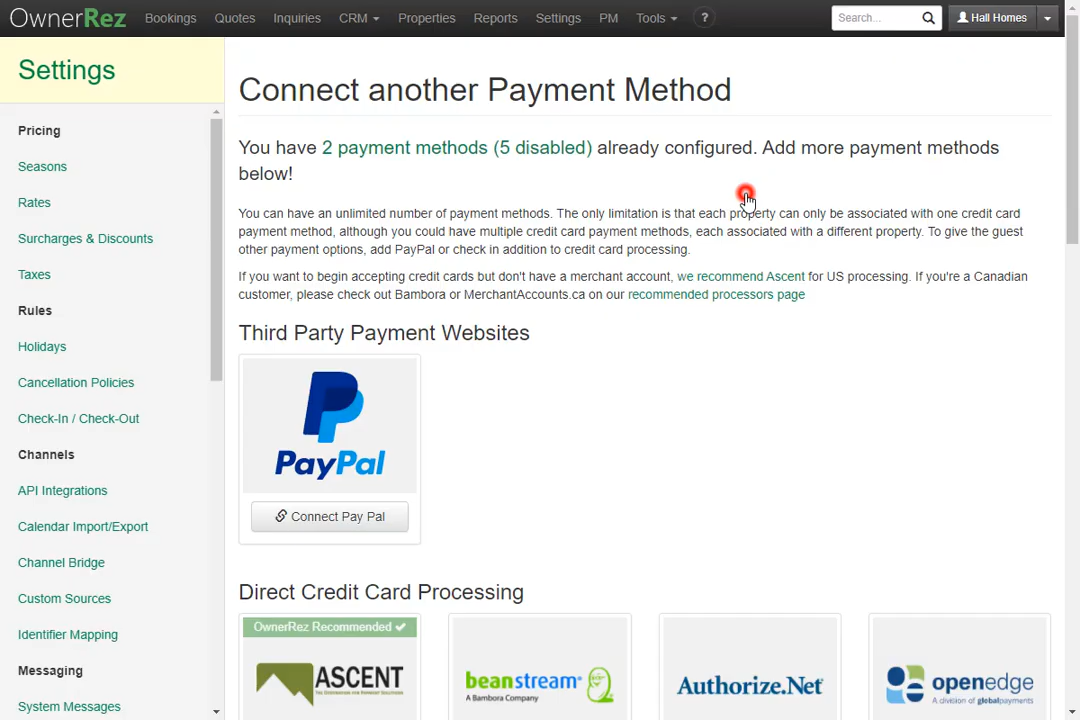 OwnerRez Bookings Quotes Inquiries CRM Properties Reports Settings PM Tools ? Search... Hall Homes
Settings
Pricing
Seasons
Rates
Surcharges & Discounts
Taxes
Rules
Holidays
Cancellation Policies
Check-In / Check-Out
Channels
API Integrations
Calendar Import/Export
Channel Bridge
Custom Sources
Identifier Mapping
Messaging
System Messages
Connect another Payment Method
You have 2 payment methods (5 disabled) already configured. Add more payment methods
below!
You can have an unlimited number of payment methods. The only limitation is that each property can only be associated with one credit card
payment method, although you could have multiple credit card payment methods, each associated with a different property. To give the guest
other payment options, add PayPal or check in addition to credit card processing.
If you want to begin accepting credit cards but don't have a merchant account, we recommend Ascent for US processing. If you're a Canadian
customer, please check out Bambora or MerchantAccounts.ca on our recommended processors page
Third Party Payment Websites
PayPal
Connect Pay Pal
Direct Credit Card Processing
OwnerRez Recommended
ASCENT
beanstream
A Bambora Company
Authorize.Net
openedge
A division of globalpayments